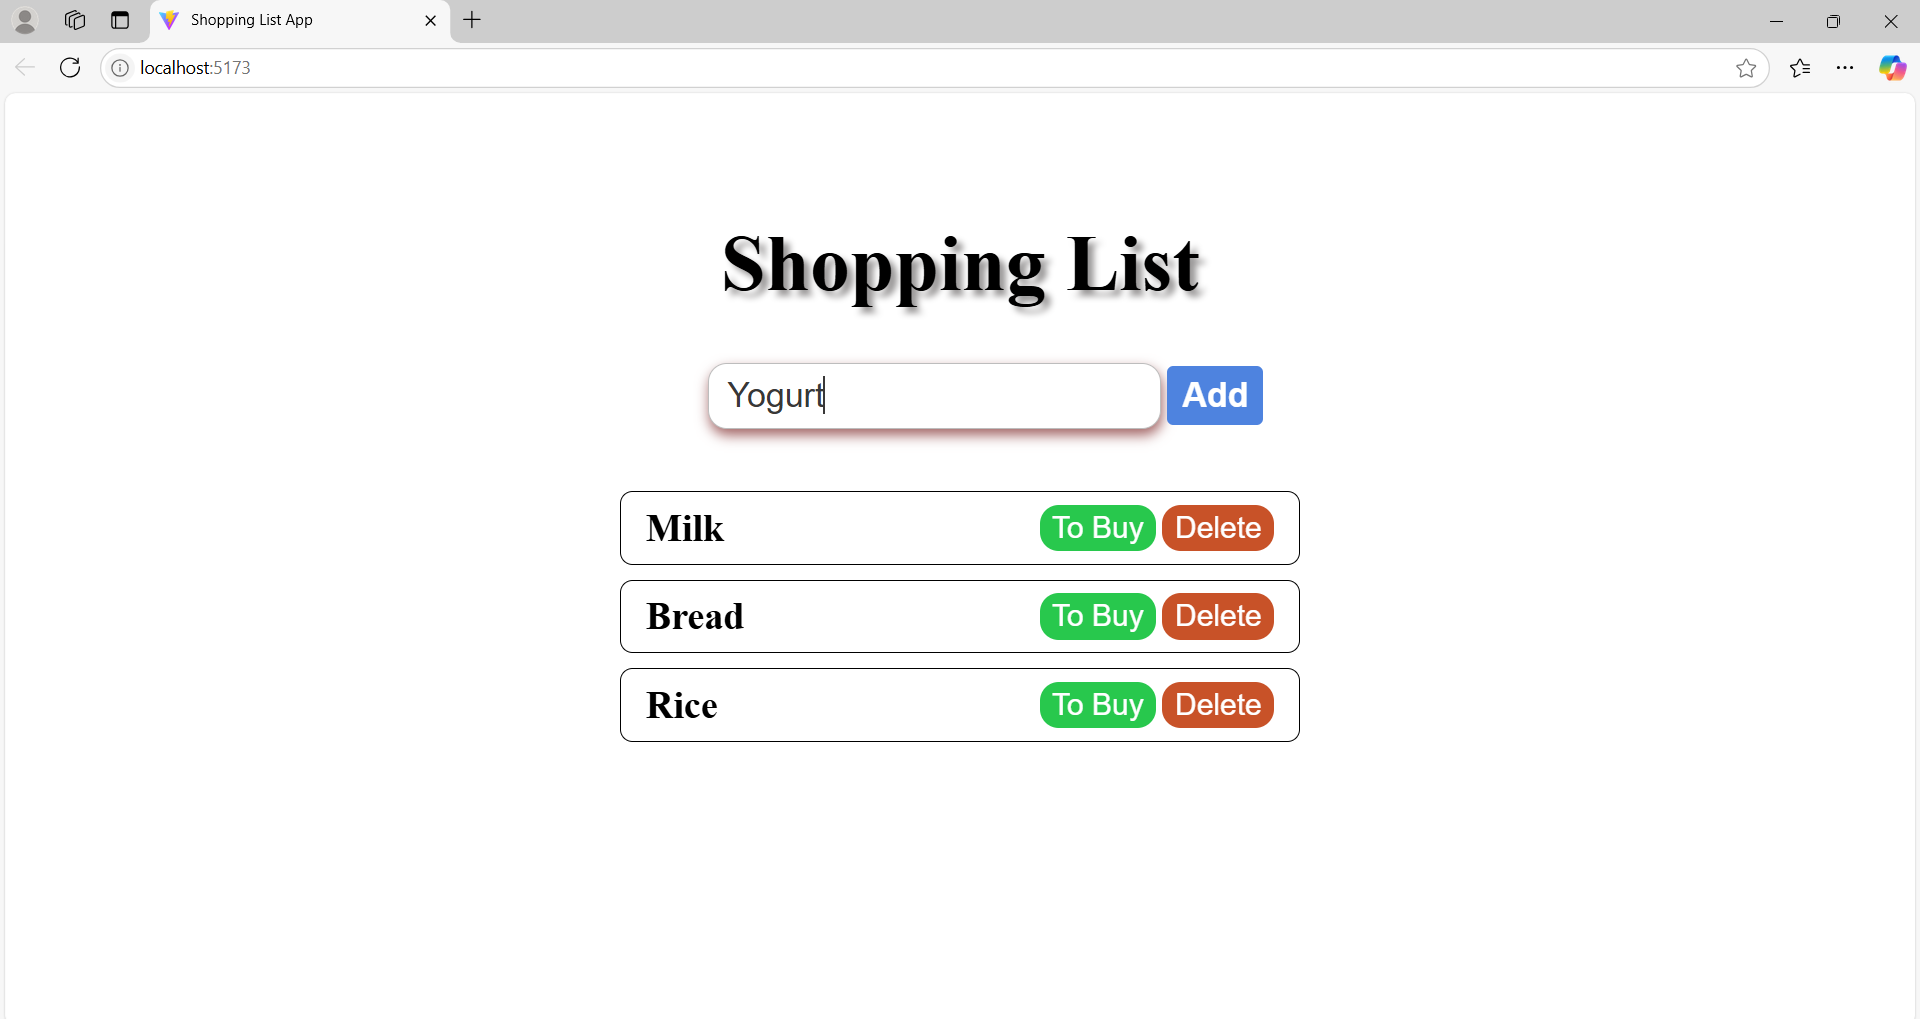 Shopping List App
localhost:5173
Shopping List
Yogurt Add
Milk To Buy Delete
Bread To Buy Delete
Rice To Buy Delete